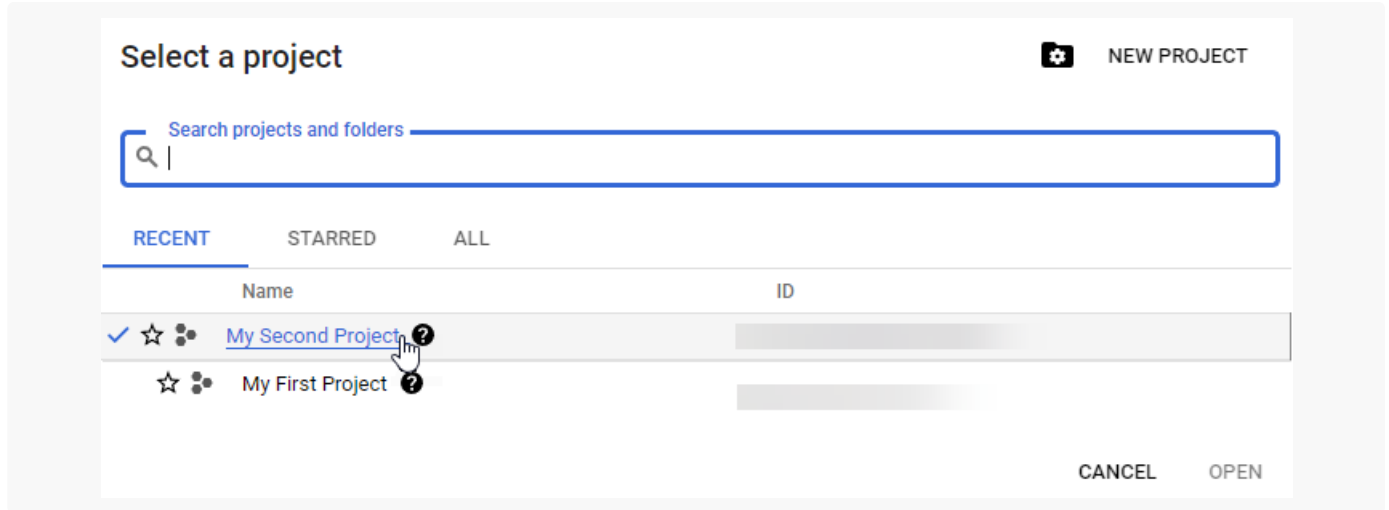 Select a project
NEW PROJECT
Search projects and folders
RECENT STARRED ALL
Name ID
My Second Project
My First Project
CANCEL OPEN